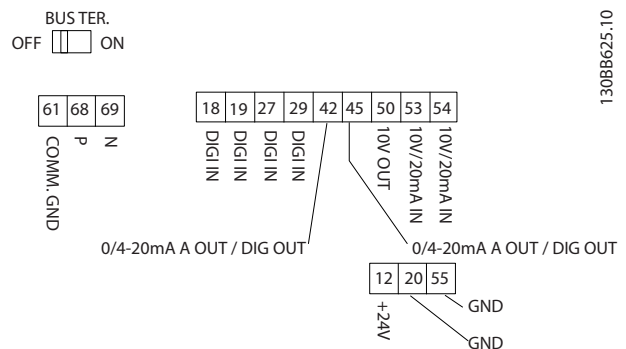 BUS TER.
OFF ON
130BB625.10
61 68 69
COMM. GND
P
N
18 19 27 29 42 45 50 53 54
DIGI IN
DIGI IN
DIGI IN
DIGI IN
10V OUT
10V/20mA IN
10V/20mA IN
0/4-20mA A OUT / DIG OUT
0/4-20mA A OUT / DIG OUT
12 20 55
+24V
GND
GND